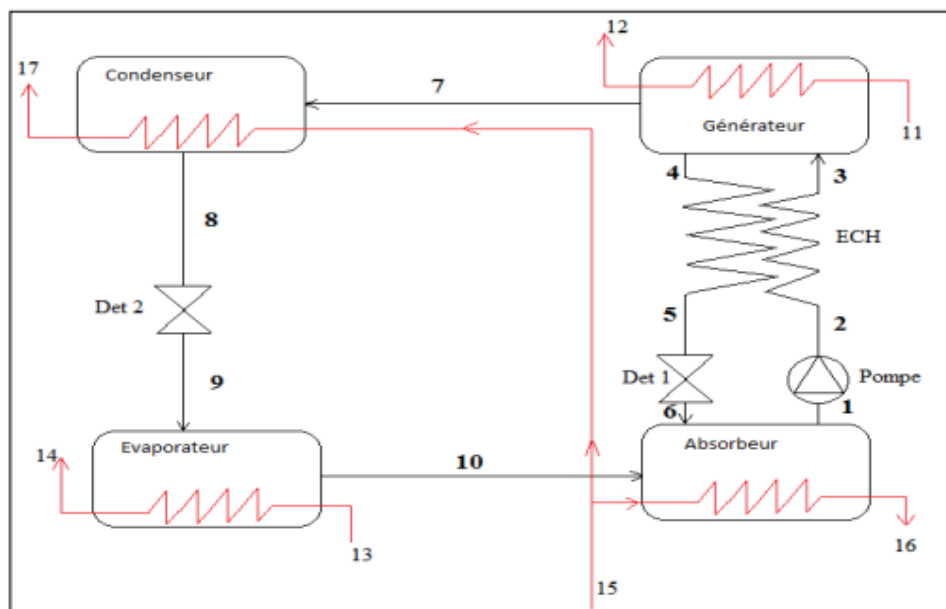 12
17
Condenseur
7
Générateur
11
4
3
8
ECH
Det 2
5
2
Det 1
Pompe
9
6
1
Evaporateur
Absorbeur
14
10
13
16
15